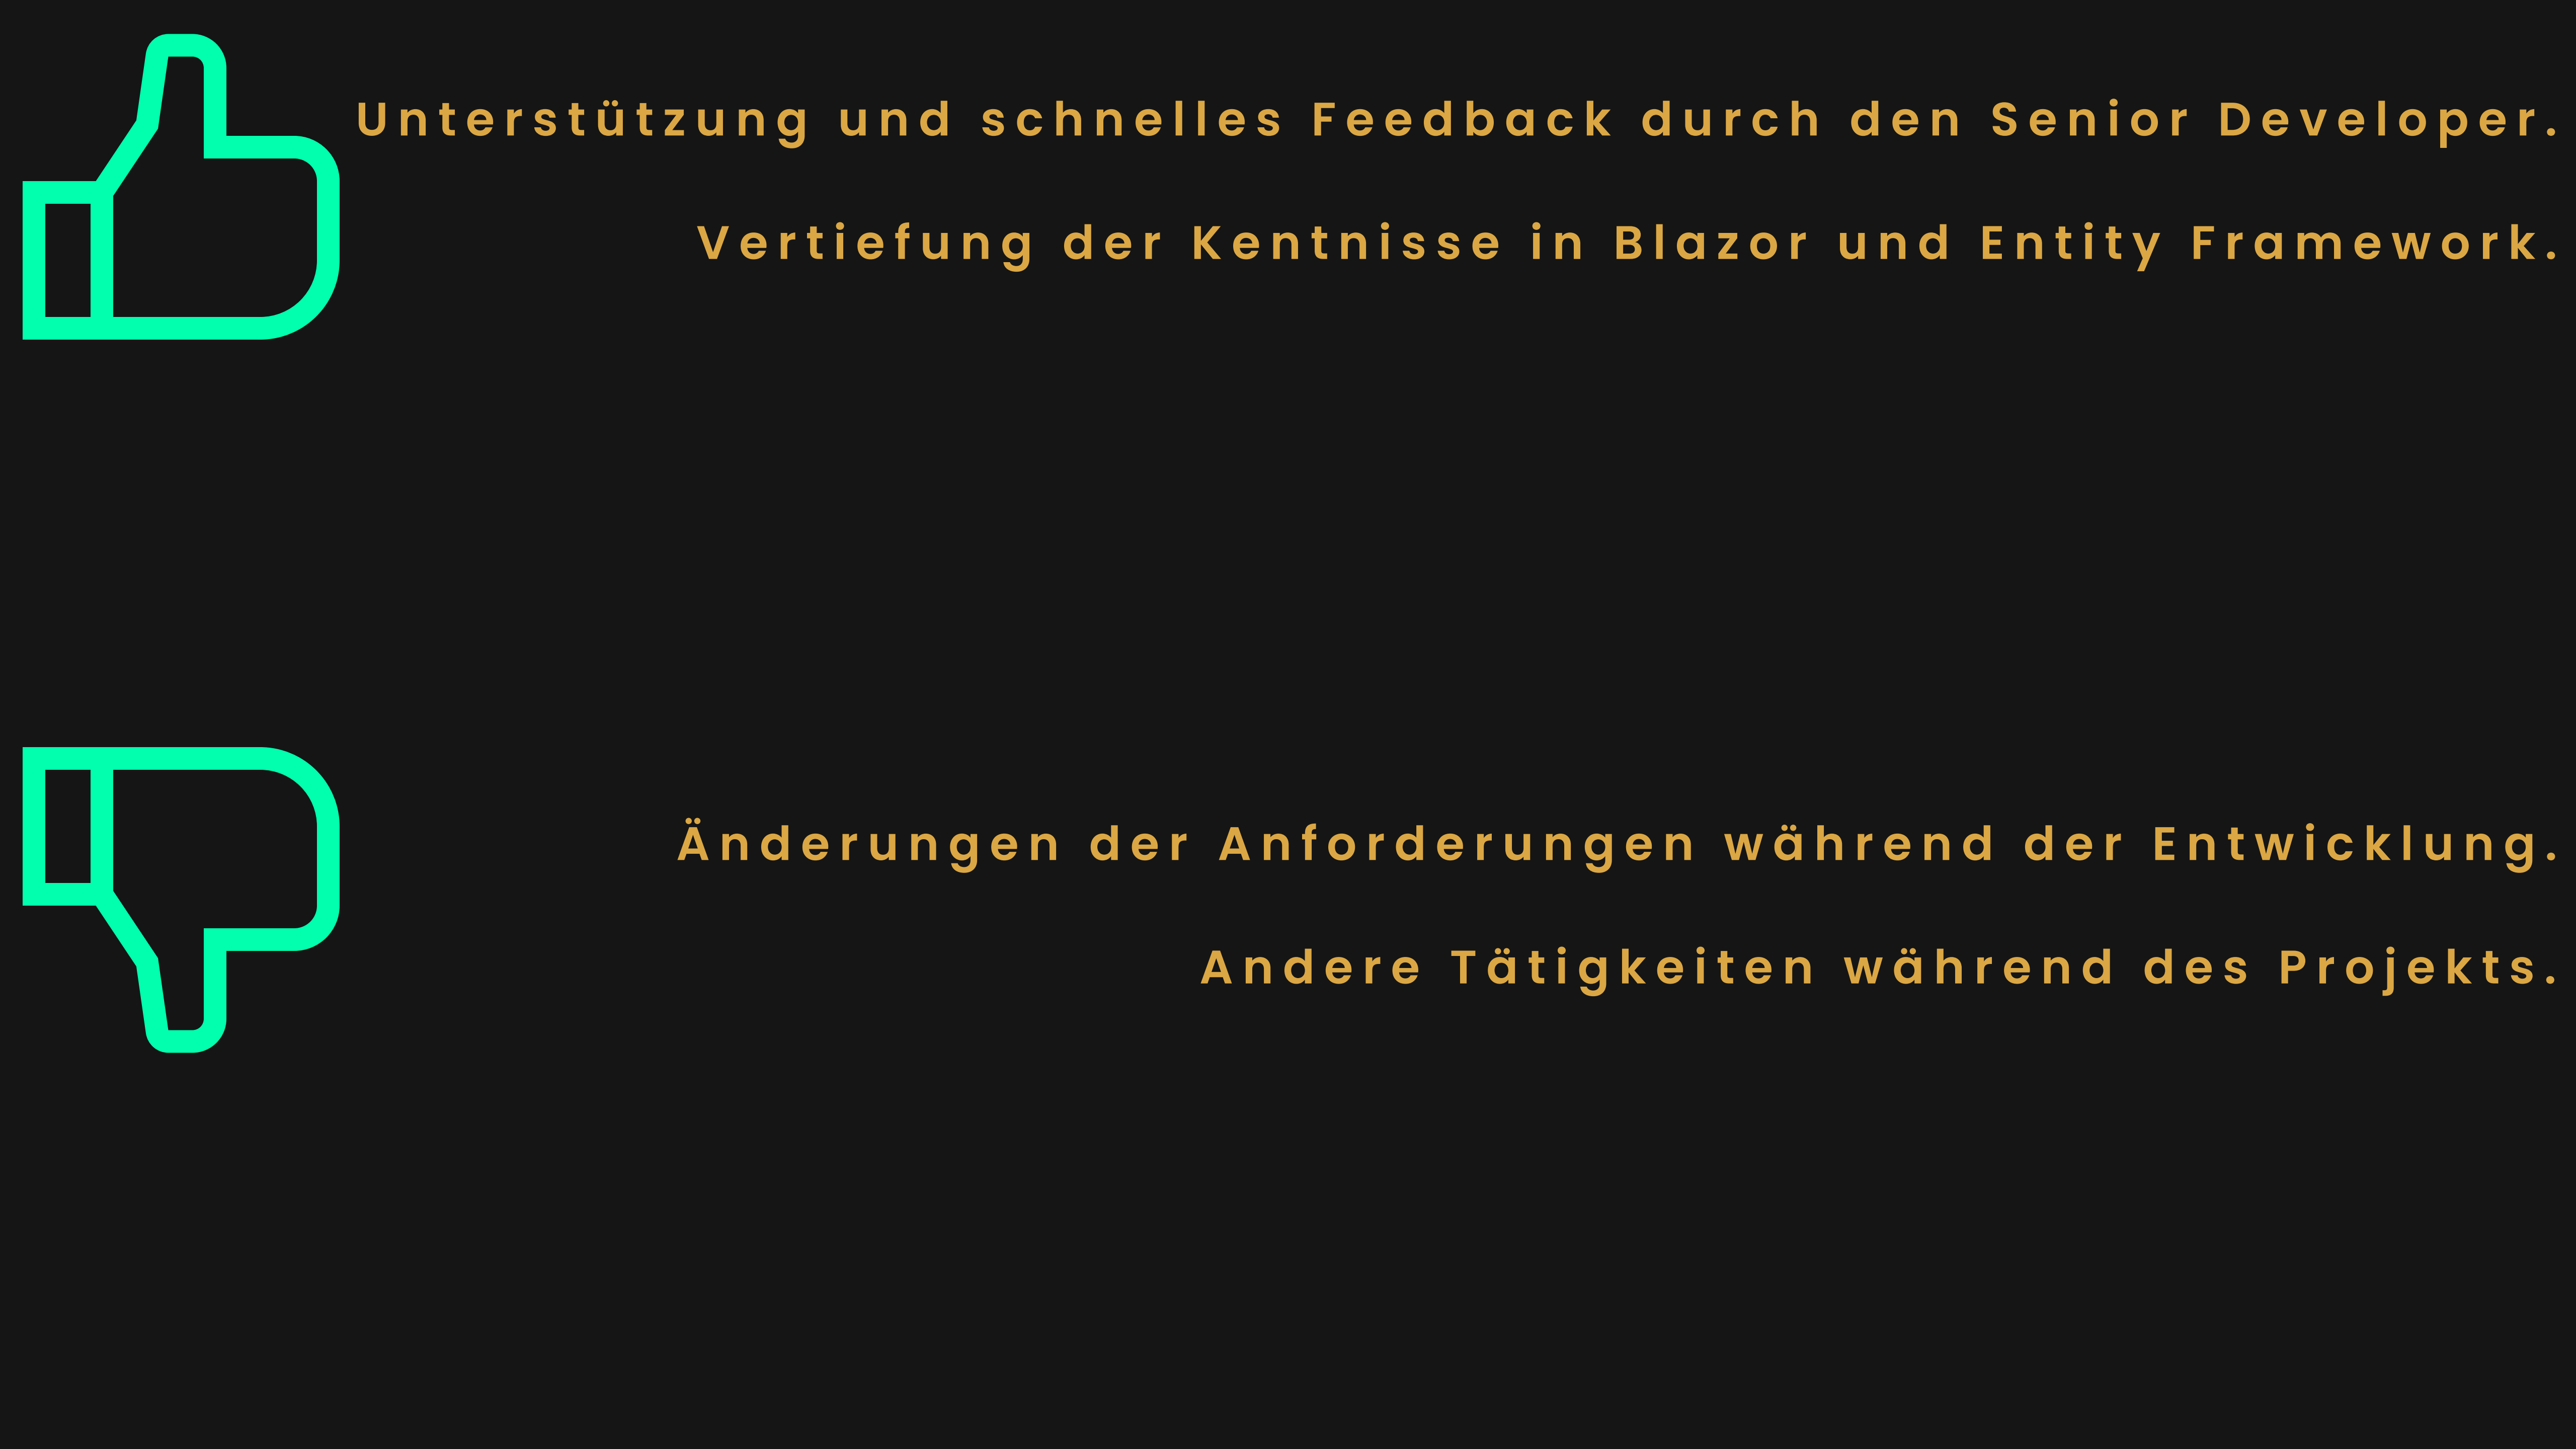 Unterstützung und schnelles Feedback durch den Senior Developer.
Vertiefung der Kentnisse in Blazor und Entity Framework.
Änderungen der Anforderungen während der Entwicklung.
Andere Tätigkeiten während des Projekts.